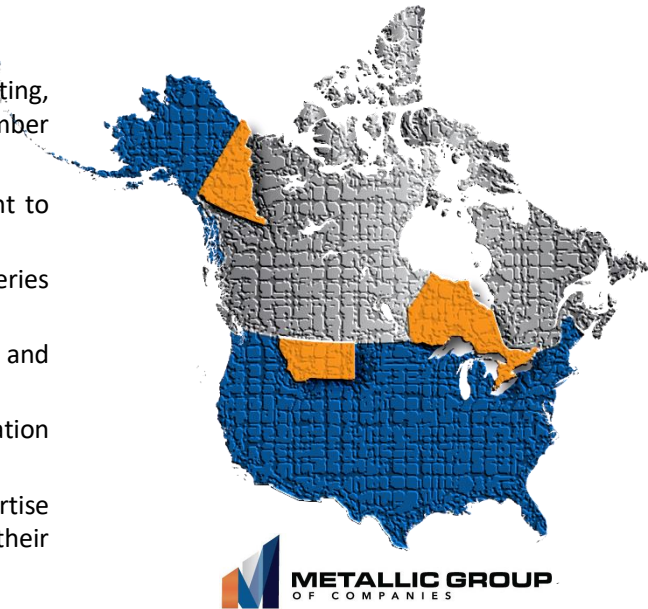 ting,
mber
nt to
eries
and
ation
rtise
their
METALLIC GROUP
OF COMPANIES